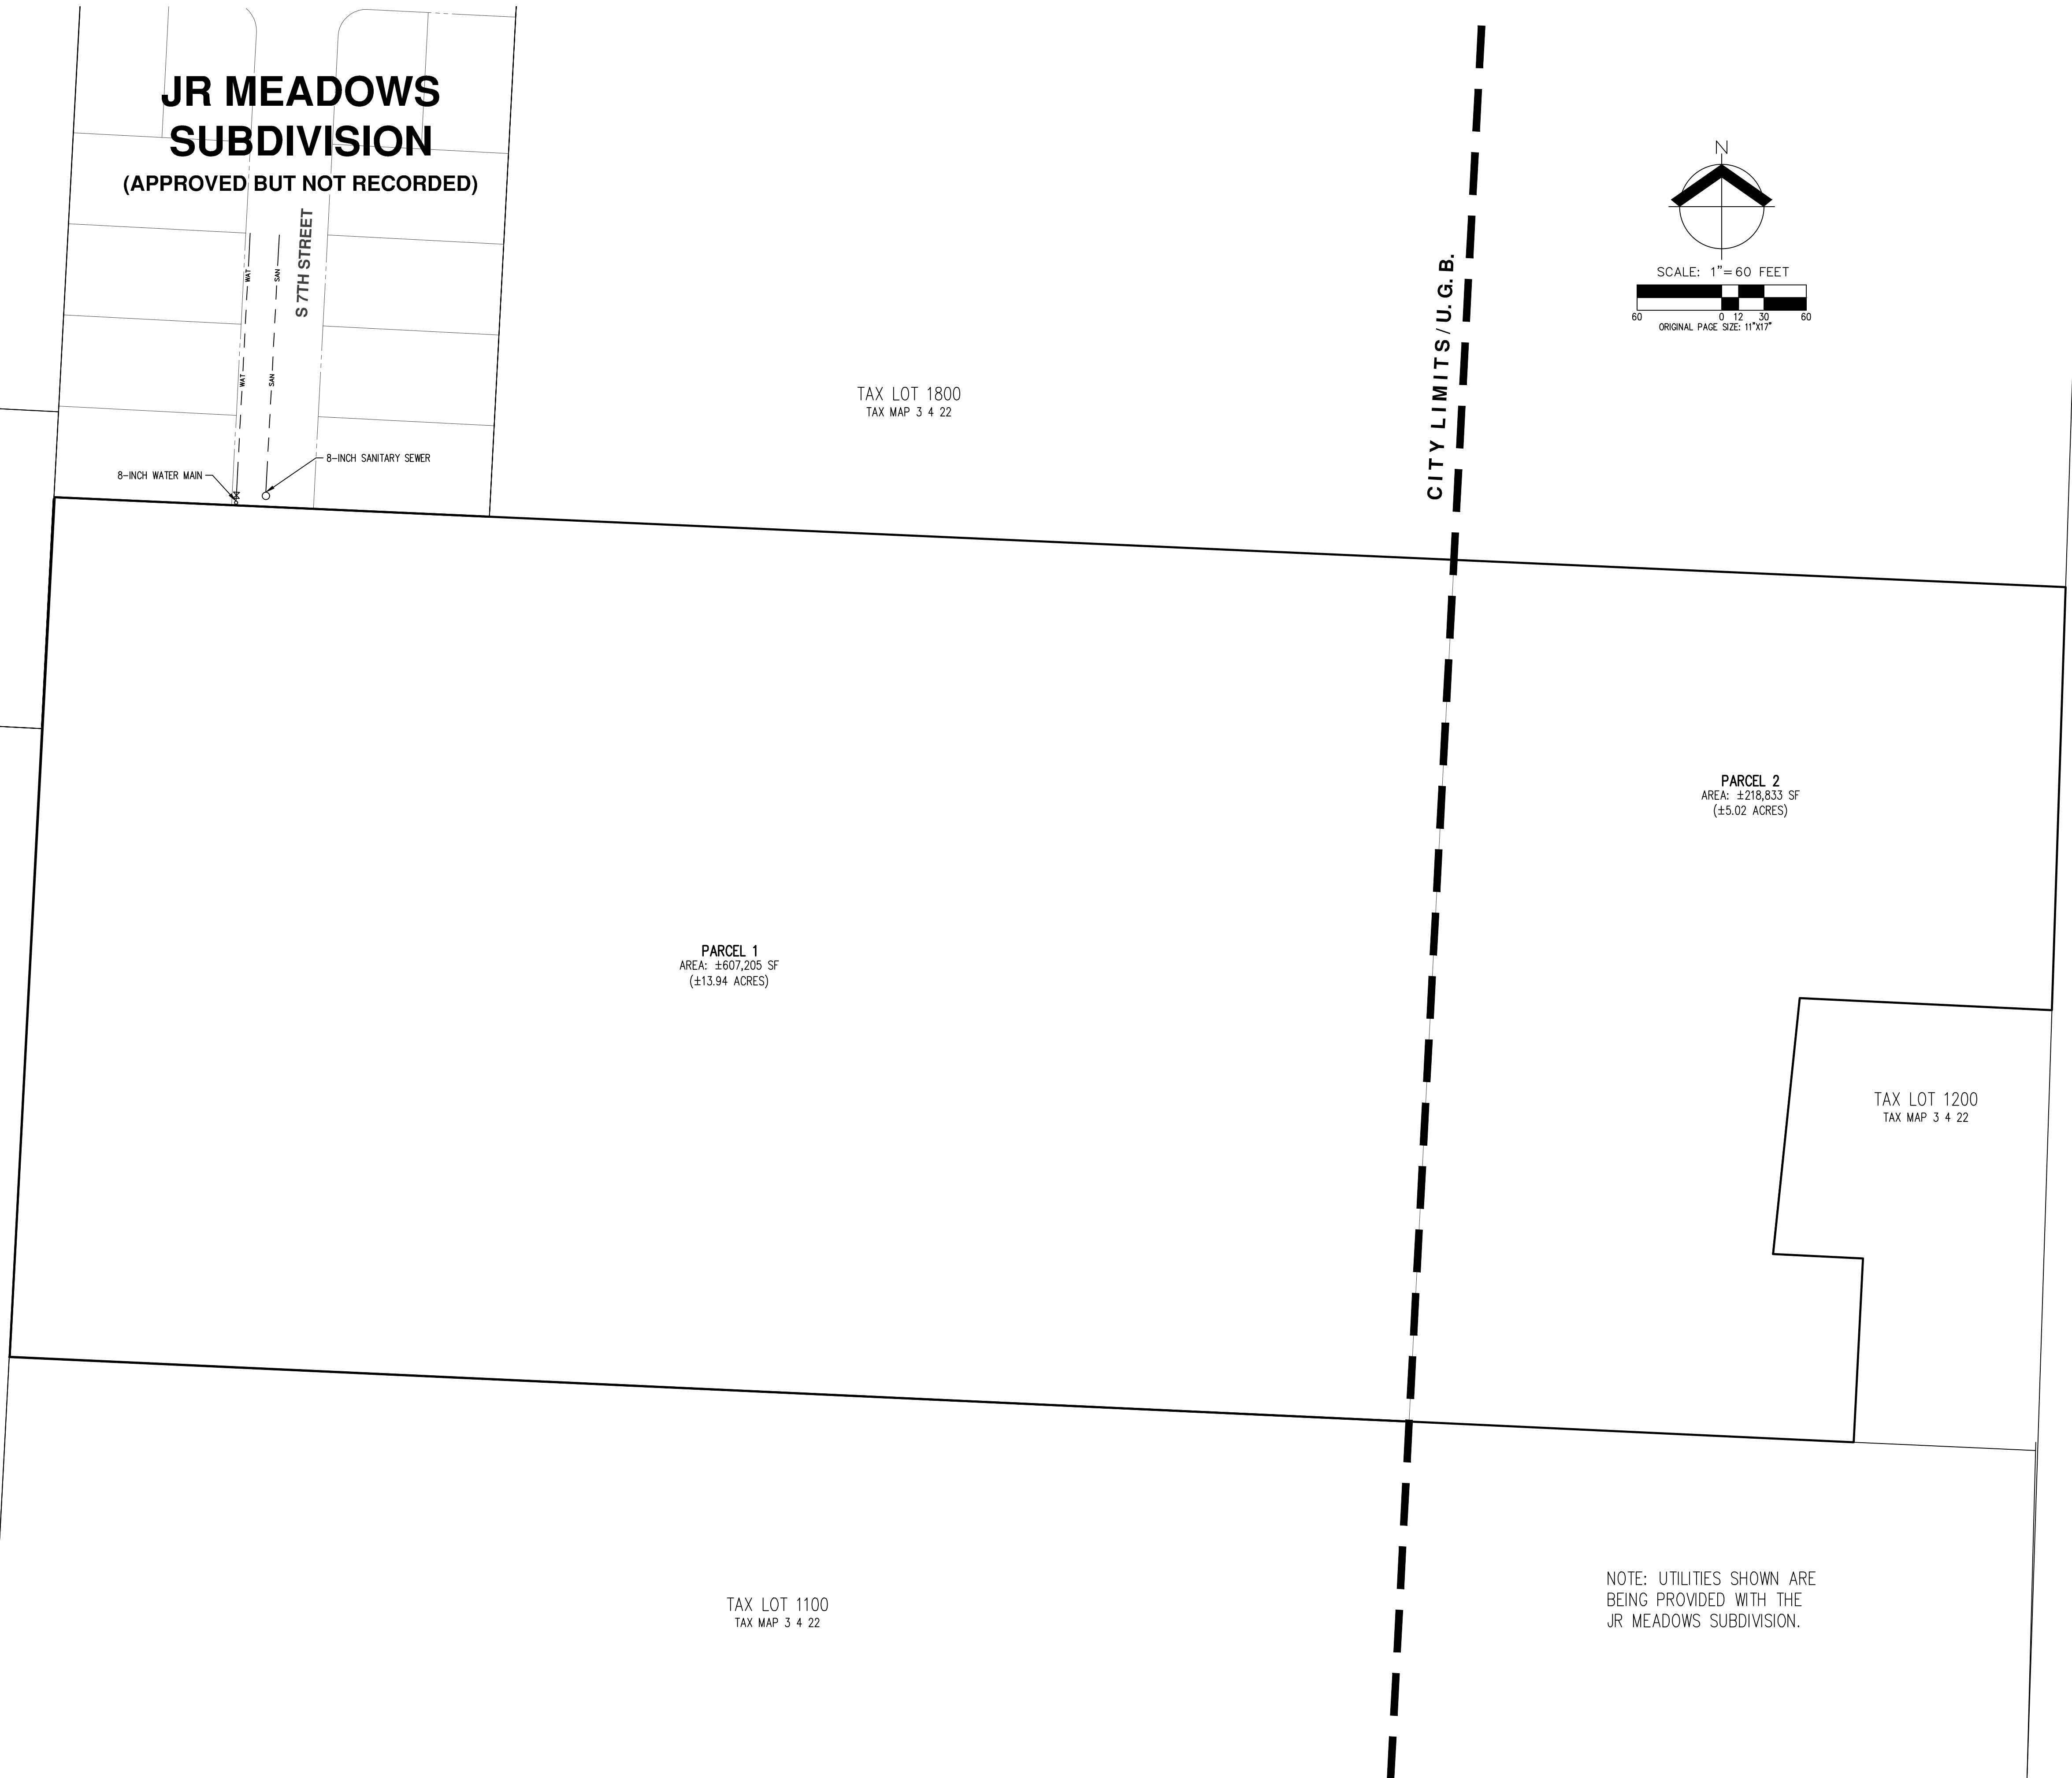 JR MEADOWS
SUBDIVISION
(APPROVED BUT NOT RECORDED)
S 7TH STREET
WAT
SAN
WAT
SAN
8-INCH WATER MAIN
8-INCH SANITARY SEWER
TAX LOT 1800
TAX MAP 3 4 22
CITY LIMITS/U.G.B.
N
SCALE: 1"=60 FEET
60 0 12 30 60
ORIGINAL PAGE SIZE: 11"X17"
PARCEL 2
AREA: ±218,833 SF
(±5.02 ACRES)
PARCEL 1
AREA: ±607,205 SF
(±13.94 ACRES)
TAX LOT 1200
TAX MAP 3 4 22
TAX LOT 1100
TAX MAP 3 4 22
NOTE: UTILITIES SHOWN ARE
BEING PROVIDED WITH THE
JR MEADOWS SUBDIVISION.